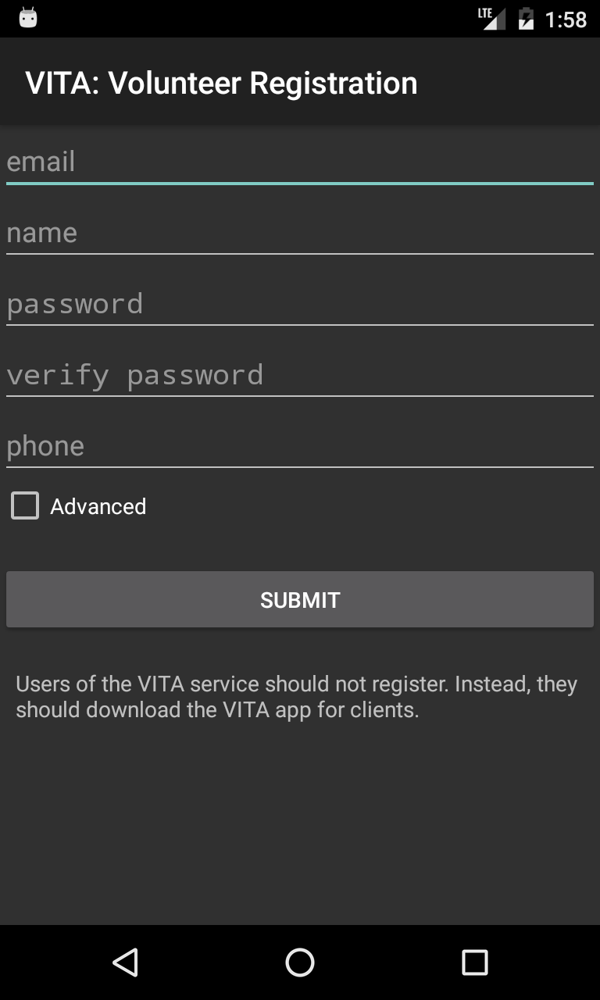 LTE 1:58
VITA: Volunteer Registration
email
name
password
verify password
phone
Advanced
SUBMIT
Users of the VITA service should not register. Instead, they
should download the VITA app for clients.